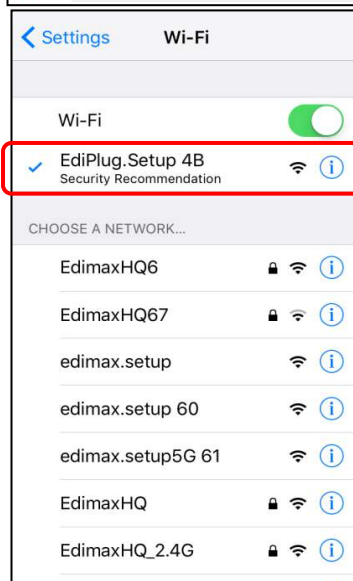 Settings Wi-Fi
Wi-Fi
EdiPlug.Setup 4B
Security Recommendation
CHOOSE A NETWORK...
EdimaxHQ6
EdimaxHQ67
edimax.setup
edimax.setup 60
edimax.setup5G 61
EdimaxHQ
EdimaxHQ_2.4G